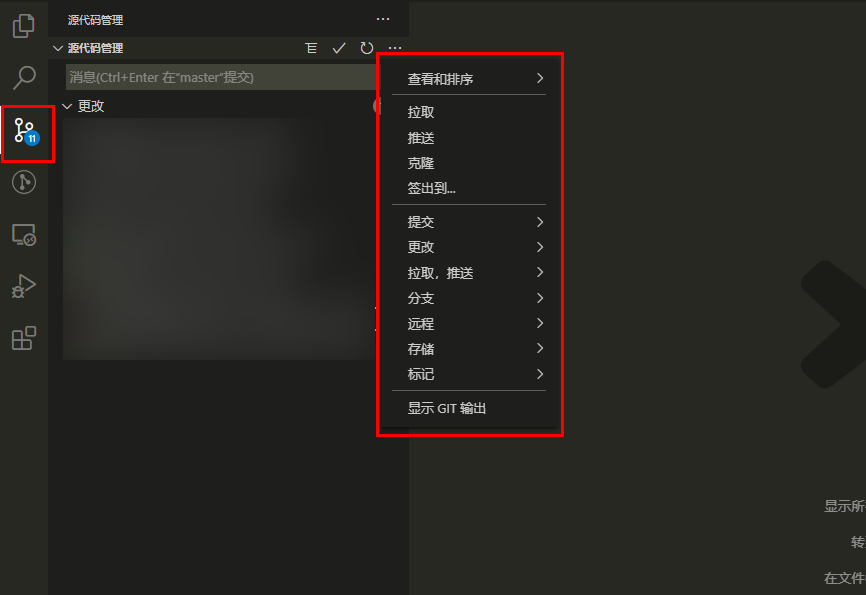 源代码管理
源代码管理
消息(Ctrl+Enter 在"master"提交)
更改
11
查看和排序
拉取
推送
克隆
签出到...
提交
更改
拉取，推送
分支
远程
存储
标记
显示 GIT 输出
显示所
转
在文件